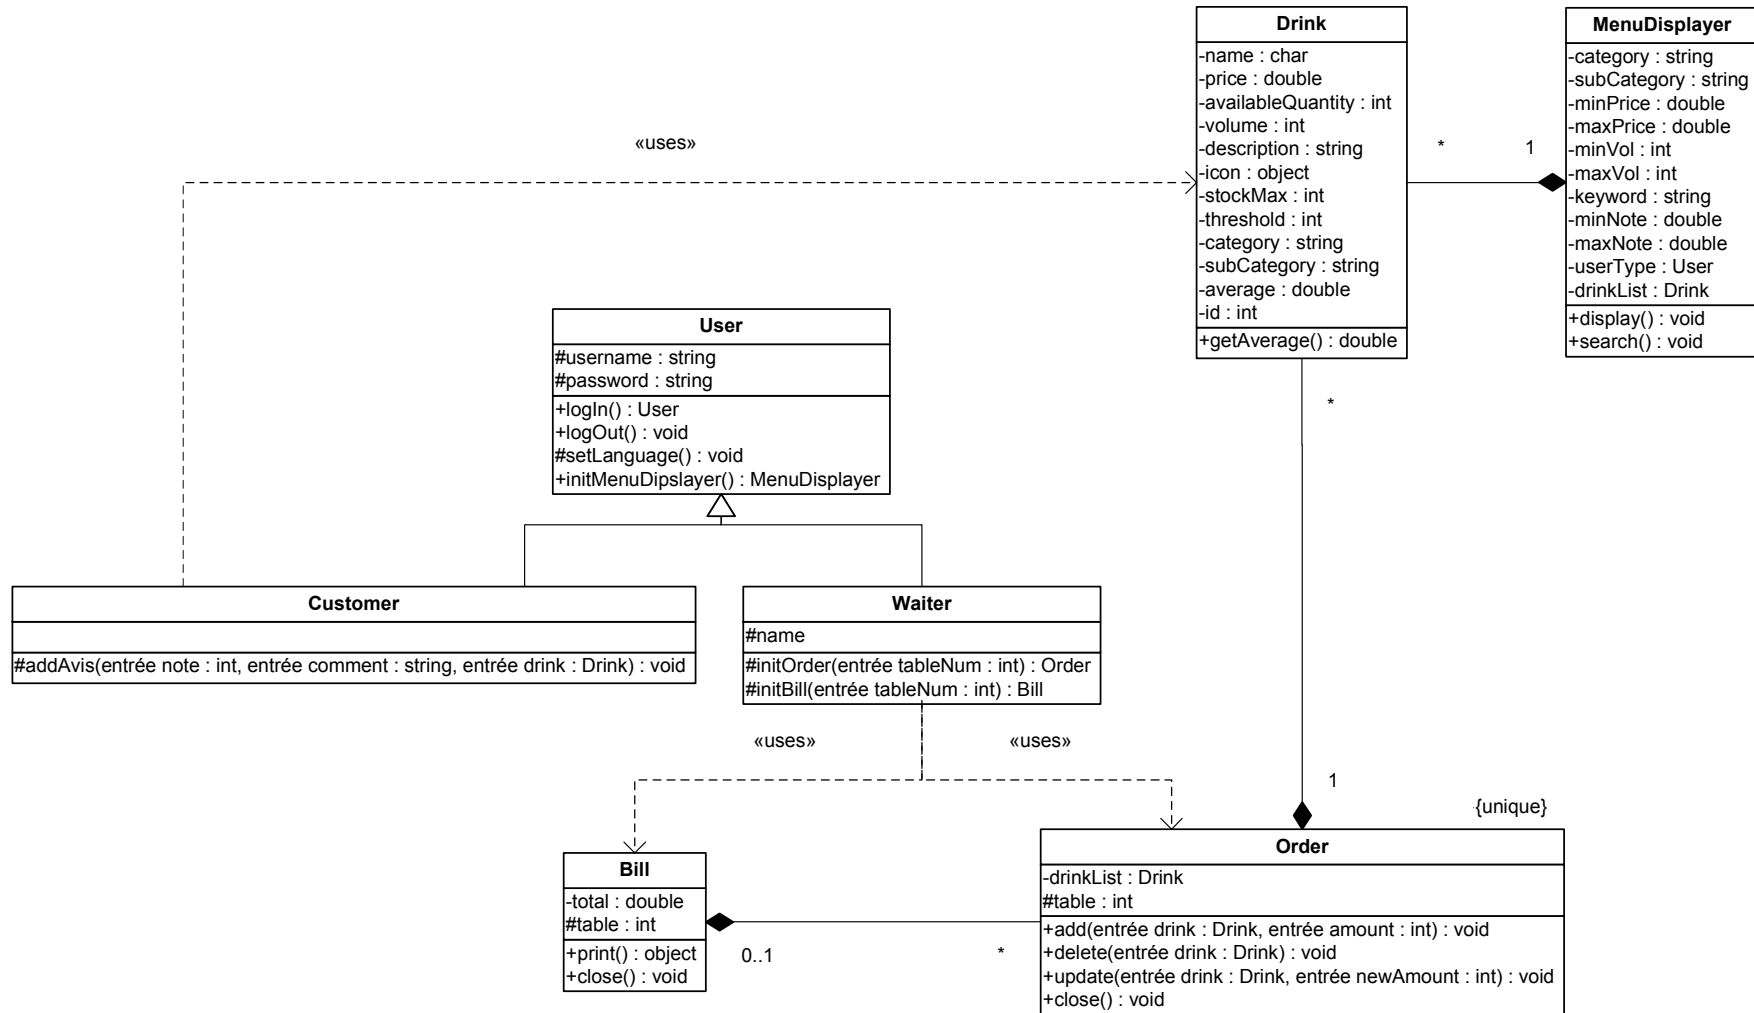 Drink
-name : char
-price : double
-availableQuantity : int
-volume : int
-description : string
-icon : object
-stockMax : int
-threshold : int
-category : string
-subCategory : string
-average : double
-id : int
+getAverage() : double
MenuDisplayer
-category : string
-subCategory : string
-minPrice : double
-maxPrice : double
-minVol : int
-maxVol : int
-keyword : string
-minNote : double
-maxNote : double
-userType : User
-drinkList : Drink
+display() : void
+search() : void
«uses»
*
1
User
#username : string
#password : string
+logIn() : User
+logOut() : void
#setLanguage() : void
+initMenuDipslayer() : MenuDisplayer
*
Customer
#addAvis(entrée note : int, entrée comment : string, entrée drink : Drink) : void
Waiter
#name
#initOrder(entrée tableNum : int) : Order
#initBill(entrée tableNum : int) : Bill
«uses»
«uses»
1
{unique}
Bill
-total : double
#table : int
+print() : object
+close() : void
0..1
*
Order
-drinkList : Drink
#table : int
+add(entrée drink : Drink, entrée amount : int) : void
+delete(entrée drink : Drink) : void
+update(entrée drink : Drink, entrée newAmount : int) : void
+close() : void